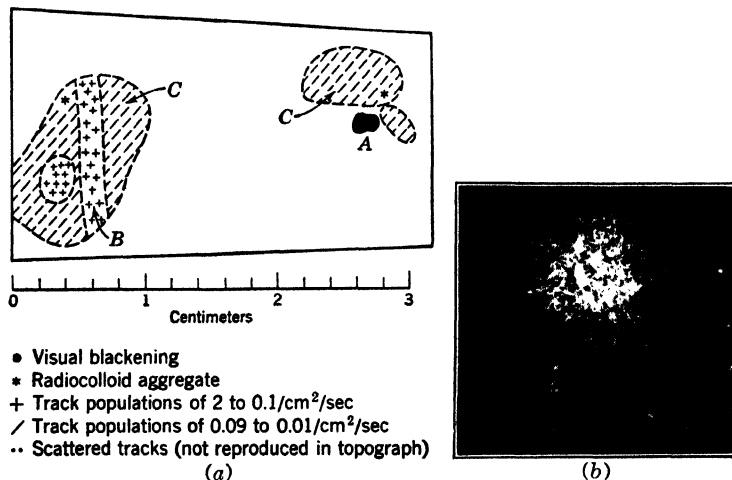 C
C
A
B
0 1 2 3
Centimeters
● Visual blackening
* Radiocolloid aggregate
+ Track populations of 2 to 0.1/cm²/sec
/ Track populations of 0.09 to 0.01/cm²/sec
•• Scattered tracks (not reproduced in topograph)
(a) (b)